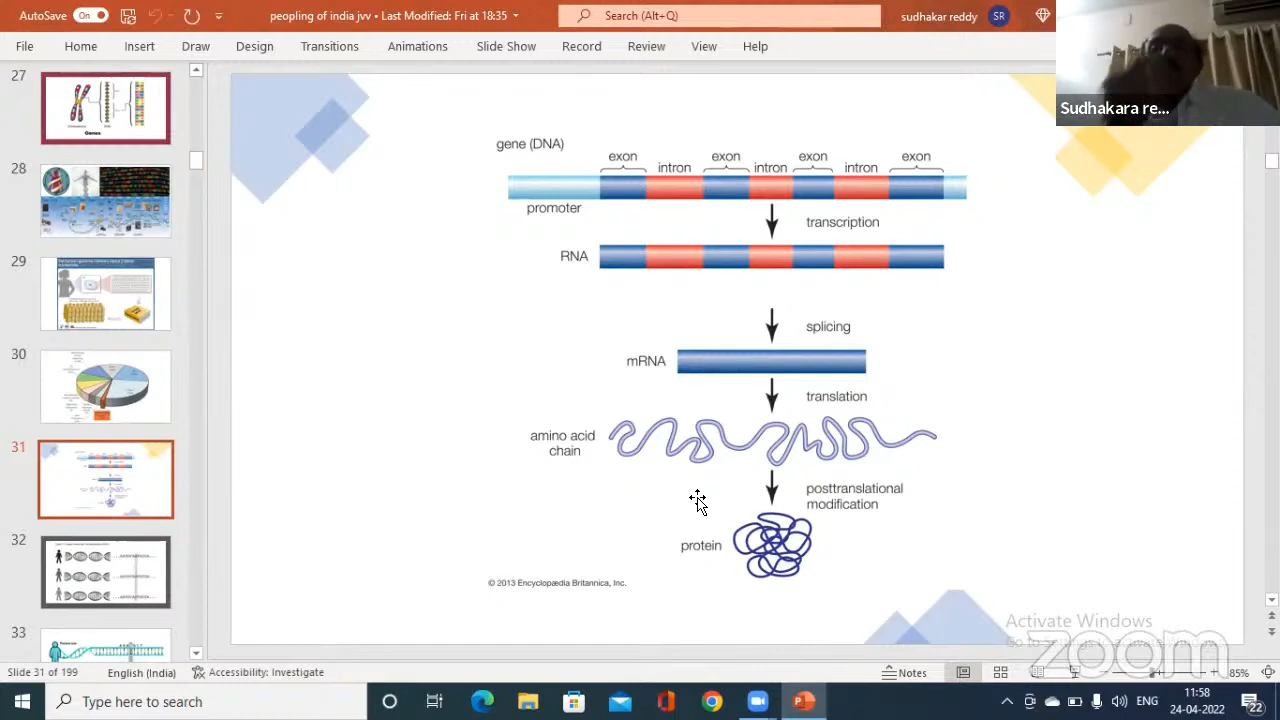 AutoSave On peopling of india jvv • Last Modified: Fri at 18:35 Search (Alt+Q) sudhakar reddy SR
File Home Insert Draw Design Transitions Animations Slide Show Record Review View Help
Sudhakara re...
27
Genes
28
29
30
31
32
33
gene (DNA)
exon intron exon intron exon intron exon
promoter
transcription
RNA
splicing
mRNA
translation
amino acid
chain
posttranslational
modification
protein
© 2013 Encyclopædia Britannica, Inc.
Activate Windows
zoom
Slide 31 of 199 English (India) Accessibility: Investigate Notes 85%
Type here to search
ENG
11:58
24-04-2022
22